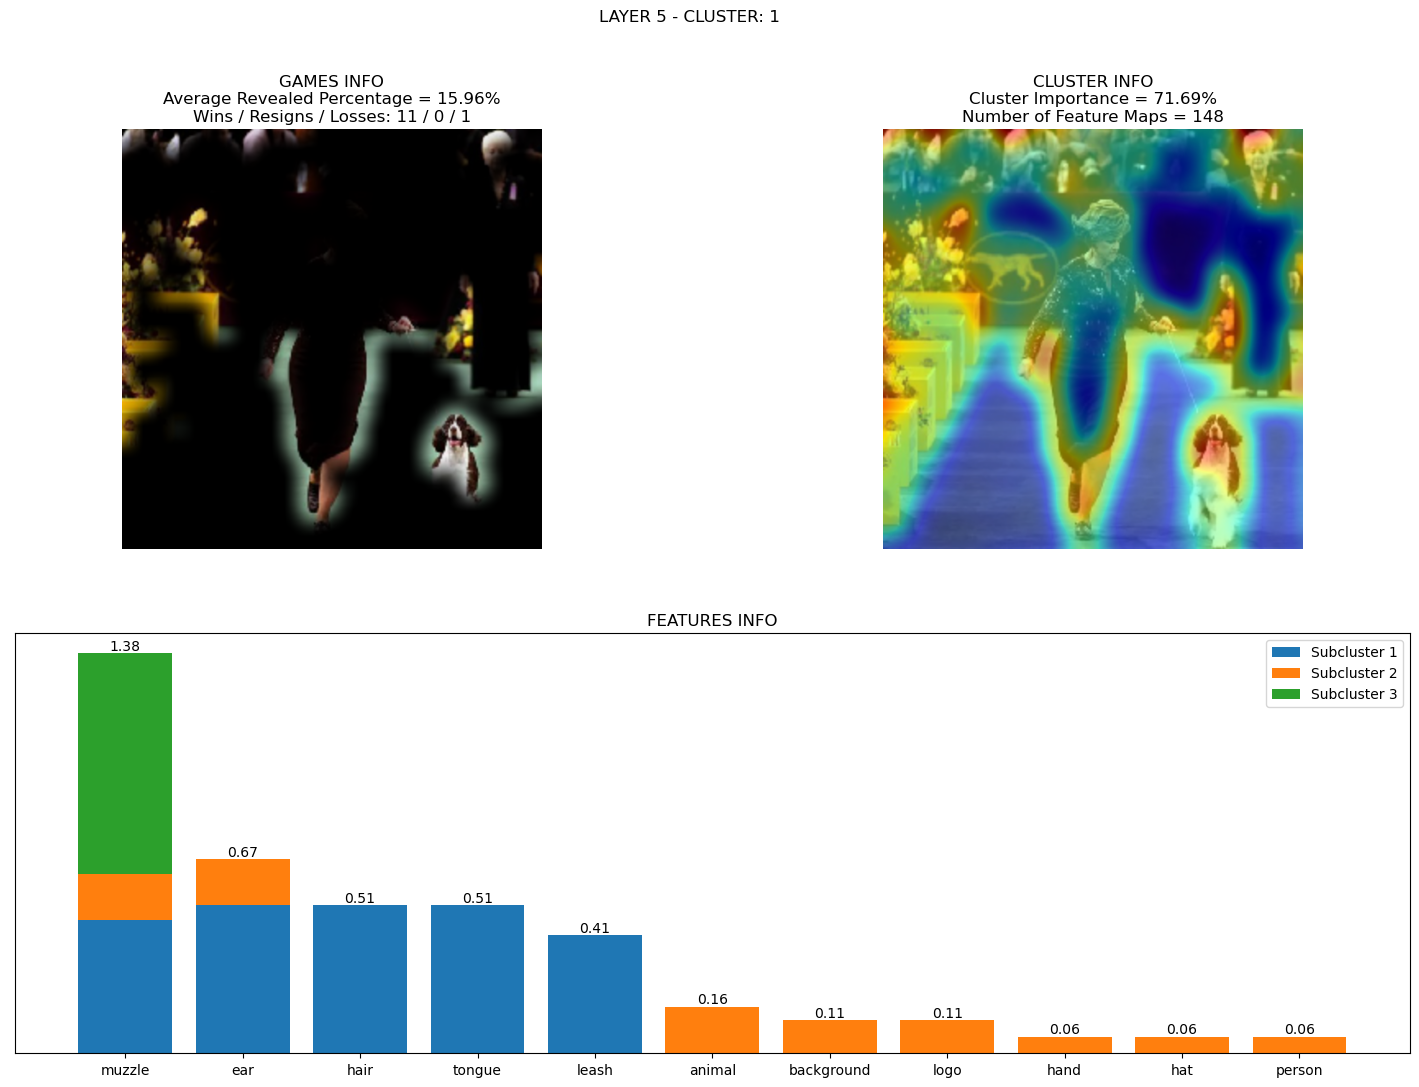 LAYER 5 - CLUSTER: 1
GAMES INFO
Average Revealed Percentage = 15.96%
Wins / Resigns / Losses: 11 / 0 / 1
CLUSTER INFO
Cluster Importance = 71.69%
Number of Feature Maps = 148
FEATURES INFO
1.38
0.67
0.51
0.51
0.41
0.16
0.11
0.11
0.06
0.06
0.06
Subcluster 1
Subcluster 2
Subcluster 3
muzzle
ear
hair
tongue
leash
animal
background
logo
hand
hat
person